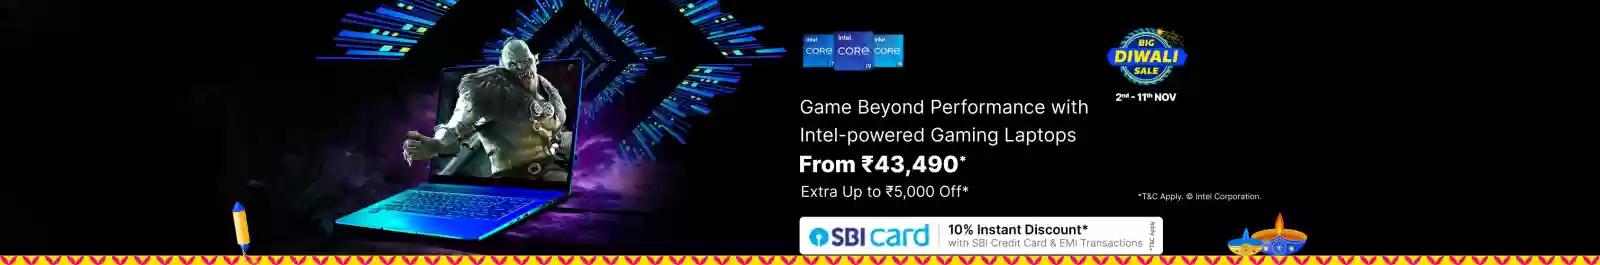 intel
CORE
i7
intel
CORE
i9
intel
CORE
BIG
DIWALI
SALE
2nd - 11th NOV
Game Beyond Performance with
Intel-powered Gaming Laptops
From ₹43,490*
Extra Up to ₹5,000 Off*
*T&C Apply. © Intel Corporation.
SBI card
10% Instant Discount*
with SBI Credit Card & EMI Transactions
*T&C Apply